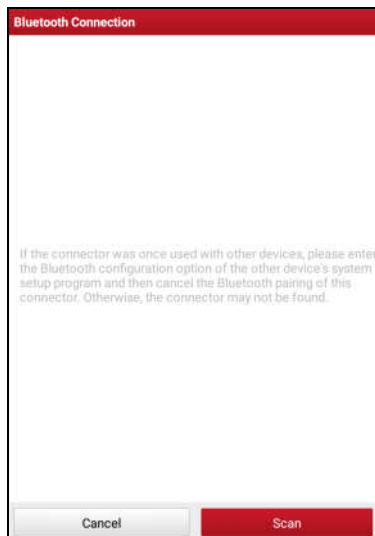 Bluetooth Connection
If the connector was once used with other devices, please enter
the Bluetooth configuration option of the other device's system
setup program and then cancel the Bluetooth pairing of this
connector. Otherwise, the connector may not be found.
Cancel
Scan